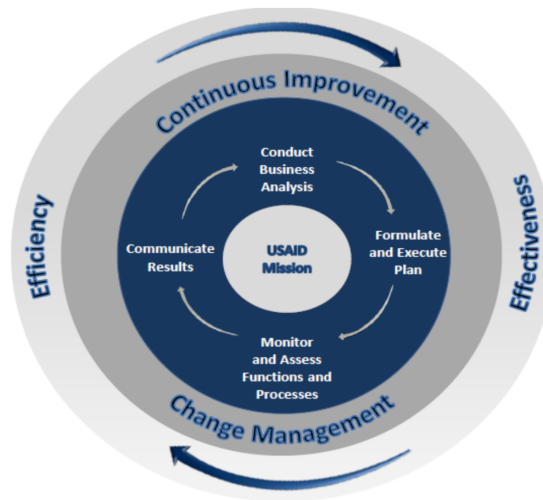 Continuous Improvement
Conduct
Business
Analysis
Efficiency
Communicate
Results
USAID
Mission
Formulate
and Execute
Plan
Effectiveness
Monitor
and Assess
Functions and
Processes
Change Management